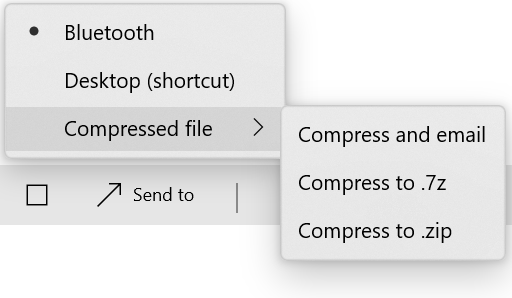 Bluetooth
Desktop (shortcut)
Compressed file
Compress and email
Compress to .7z
Compress to .zip
Send to